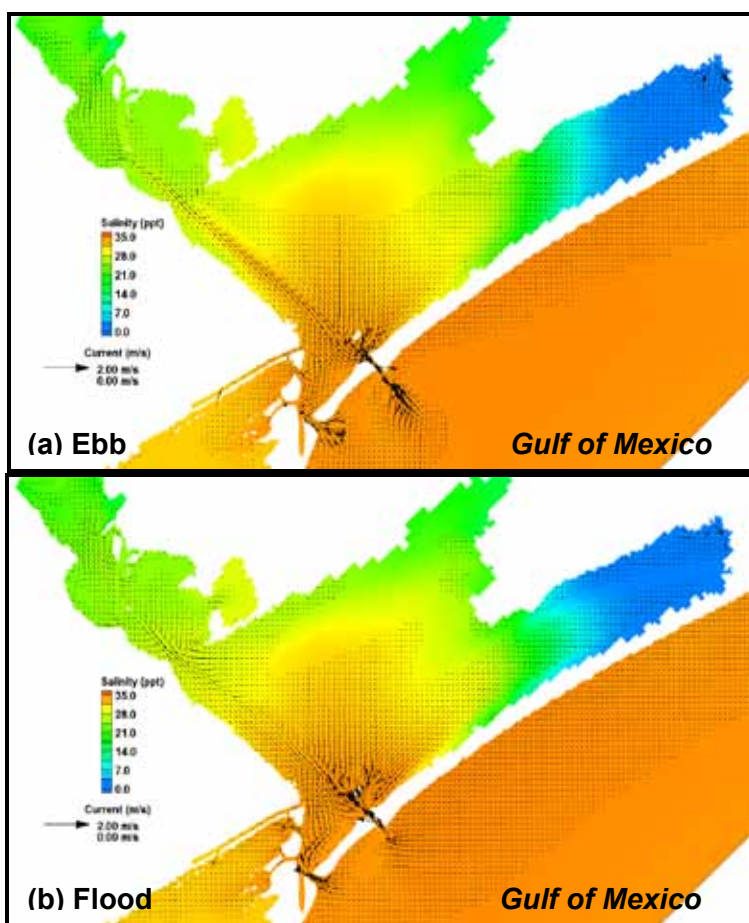 Salinity (ppt)
35.0
28.0
21.0
14.0
7.0
0.0
Current (m/s)
2.00 m/s
0.00 m/s
(a) Ebb
Gulf of Mexico
Salinity (ppt)
35.0
28.0
21.0
14.0
7.0
0.0
Current (m/s)
2.00 m/s
0.00 m/s
(b) Flood
Gulf of Mexico